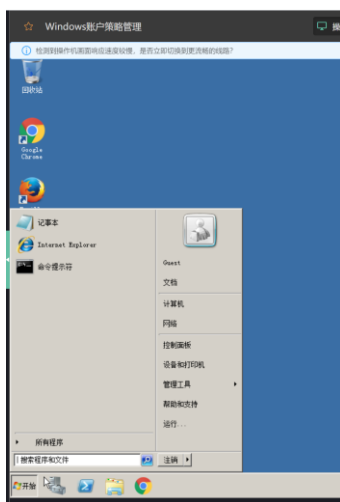 Windows账户策略管理
检测到操作机画面响应速度较慢，是否立即切换到更流畅的线路？
回收站
Google
Chrome
记事本
Internet Explorer
命令提示符
Guest
文档
计算机
网络
控制面板
设备和打印机
管理工具
帮助和支持
运行...
所有程序
搜索程序和文件
注销
开始